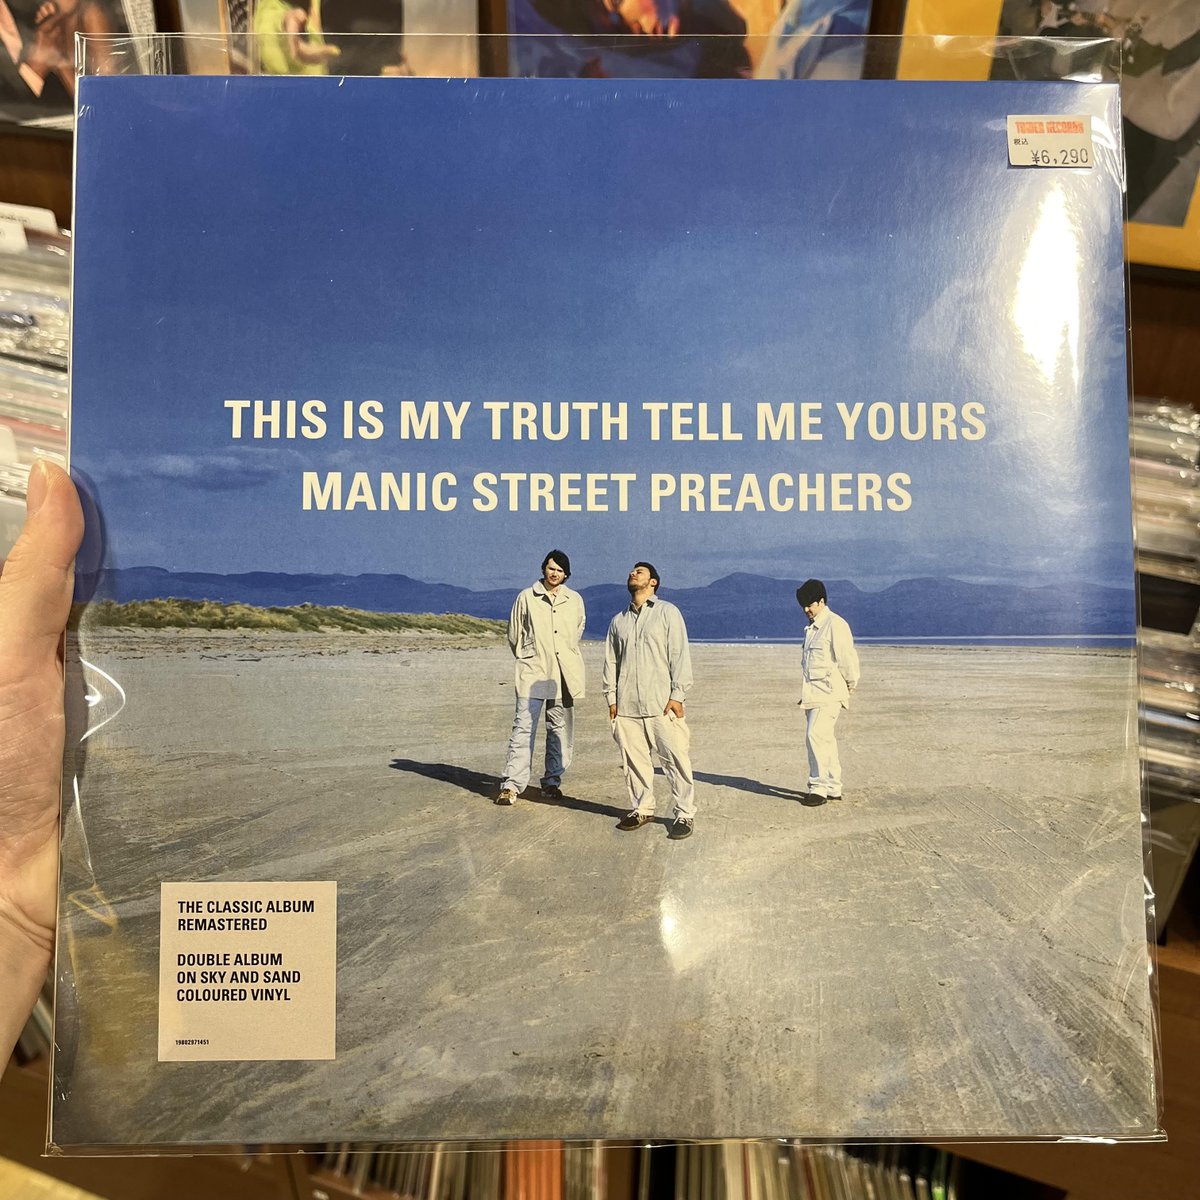 TOWER RECORDS
税込
¥6,290
THIS IS MY TRUTH TELL ME YOURS
MANIC STREET PREACHERS
THE CLASSIC ALBUM
REMASTERED
DOUBLE ALBUM
ON SKY AND SAND
COLOURED VINYL
19802971451